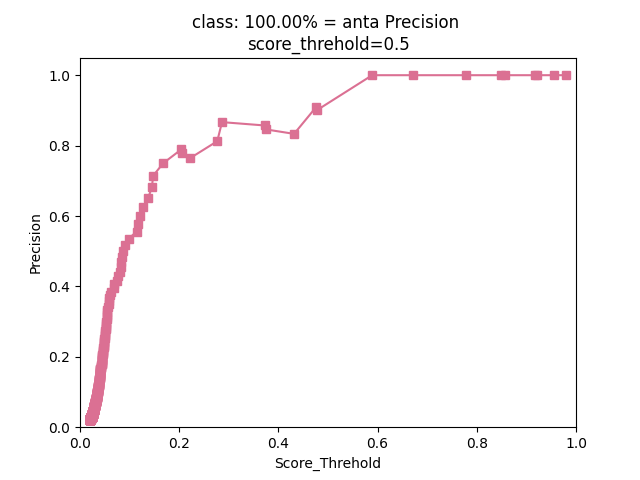 class: 100.00% = anta Precision
score_threhold=0.5
1.0
0.8
0.6
0.4
0.2
0.0
Precision
0.0 0.2 0.4 0.6 0.8 1.0
Score_Threhold